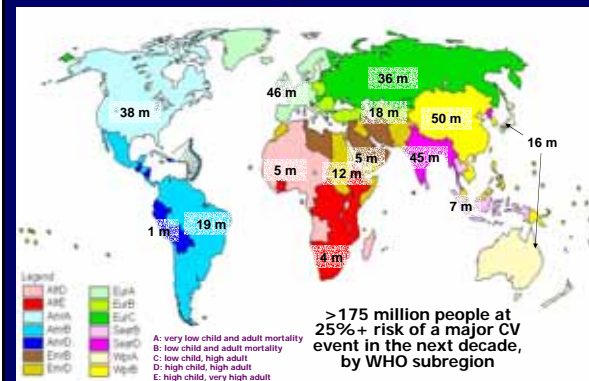 46 m
36 m
38 m
18 m
50 m
16 m
5 m
5 m
45 m
12 m
7 m
1 m
19 m
4 m
Legend
AfrD
AfrE
AmrA
AmrB
AmrD
EmrB
EmrD
EurA
EurB
EurC
SearB
SearD
WprA
WprB
A: very low child and adult mortality
B: low child and adult mortality
C: low child, high adult
D: high child, high adult
E: high child, very high adult
>175 million people at
25%+ risk of a major CV
event in the next decade,
by WHO subregion